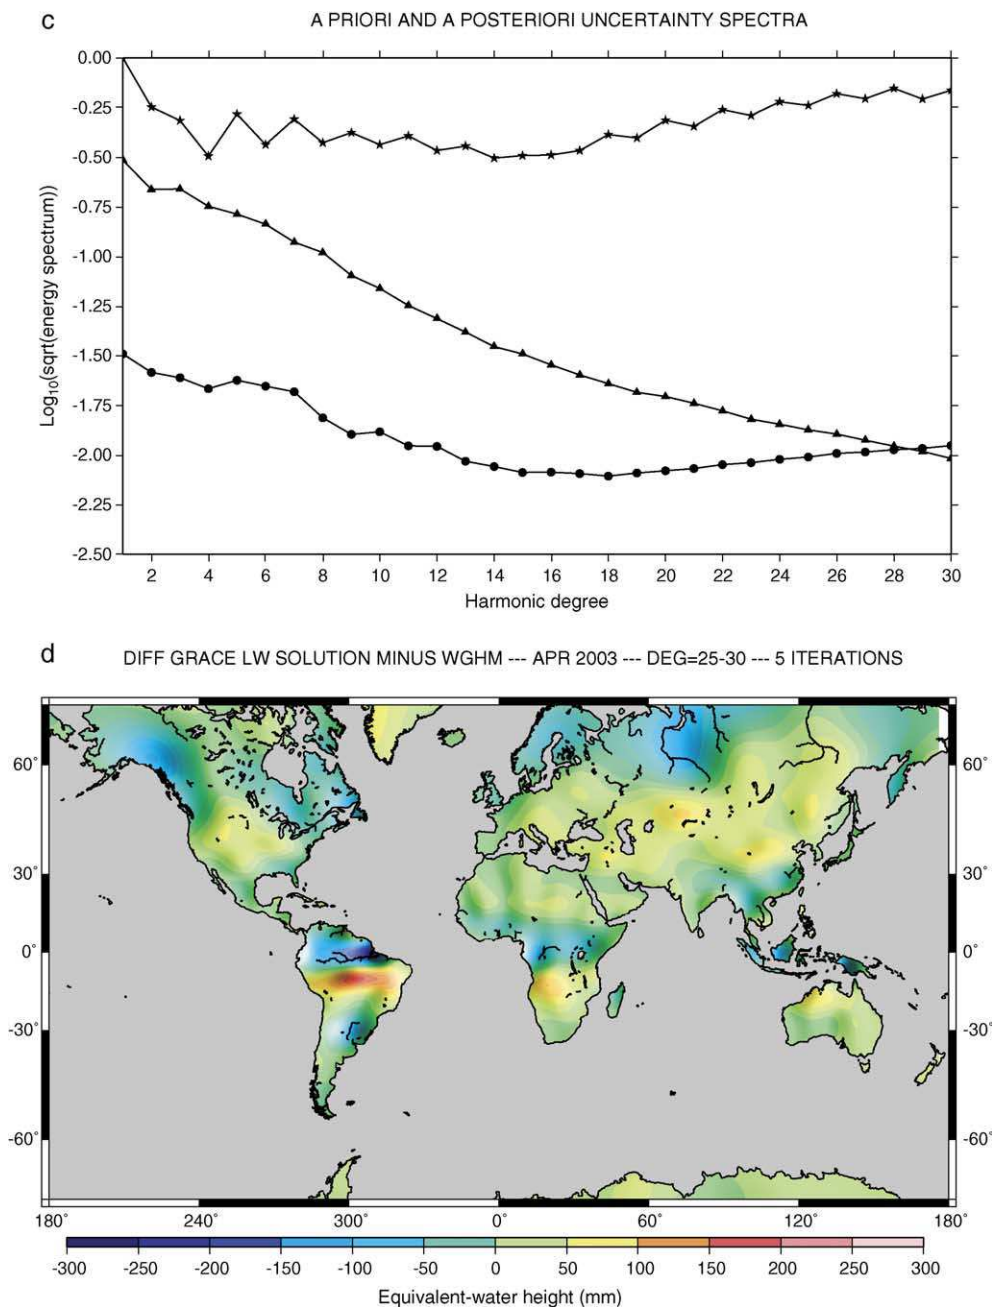 c
A PRIORI AND A POSTERIORI UNCERTAINTY SPECTRA
0.00
-0.25
-0.50
-0.75
-1.00
-1.25
-1.50
-1.75
-2.00
-2.25
-2.50
Log10(sqrt(energy spectrum))
2 4 6 8 10 12 14 16 18 20 22 24 26 28 30
Harmonic degree
d
DIFF GRACE LW SOLUTION MINUS WGHM --- APR 2003 --- DEG=25-30 --- 5 ITERATIONS
60˚ 60˚
30˚ 30˚
0˚ 0˚
-30˚ -30˚
-60˚ -60˚
180˚ 240˚ 300˚ 0˚ 60˚ 120˚ 180˚
-300 -250 -200 -150 -100 -50 0 50 100 150 200 250 300
Equivalent-water height (mm)